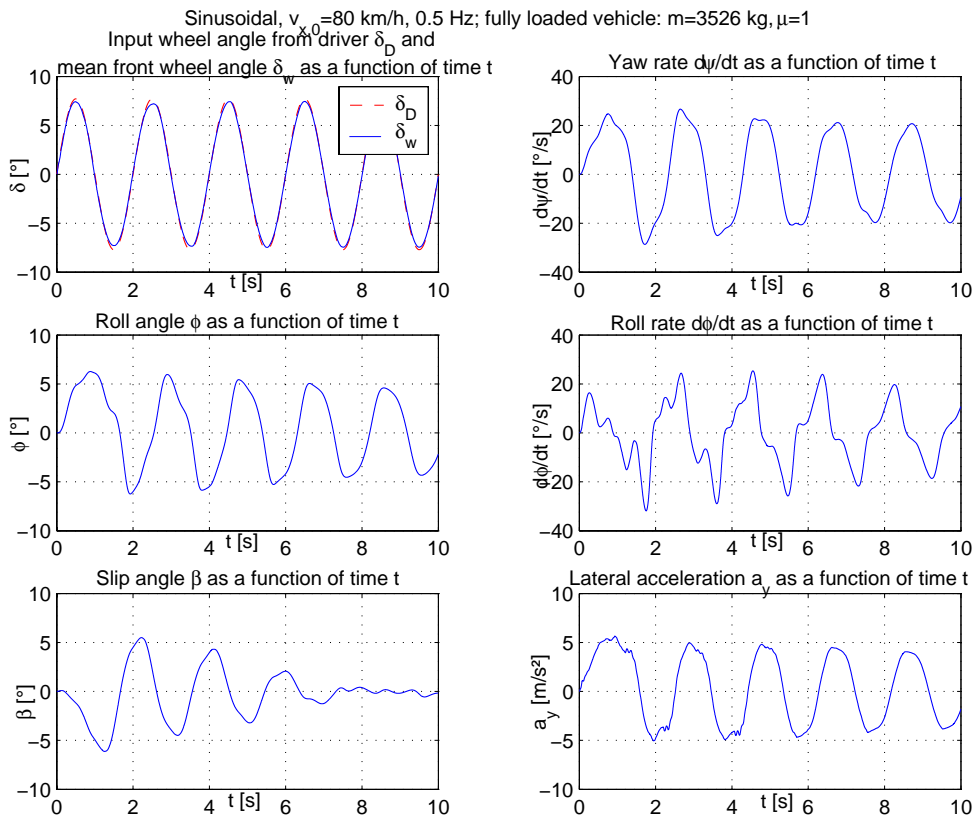 Sinusoidal, v_{x,0}=80 km/h, 0.5 Hz; fully loaded vehicle: m=3526 kg, μ=1
Input wheel angle from driver δ_D and
mean front wheel angle δ_w as a function of time t
10
5
0
−5
−10
δ [°]
δ_D
δ_w
0 2 4 6 8 10
t [s]
Yaw rate dψ/dt as a function of time t
40
20
0
−20
−40
dψ/dt [°/s]
0 2 4 6 8 10
t [s]
Roll angle ϕ as a function of time t
10
5
0
−5
−10
ϕ [°]
0 2 4 6 8 10
t [s]
Roll rate dϕ/dt as a function of time t
40
20
0
−20
−40
dϕ/dt [°/s]
0 2 4 6 8 10
t [s]
Slip angle β as a function of time t
10
5
0
−5
−10
β [°]
0 2 4 6 8 10
t [s]
Lateral acceleration a_y as a function of time t
10
5
0
−5
−10
a_y [m/s²]
0 2 4 6 8 10
t [s]